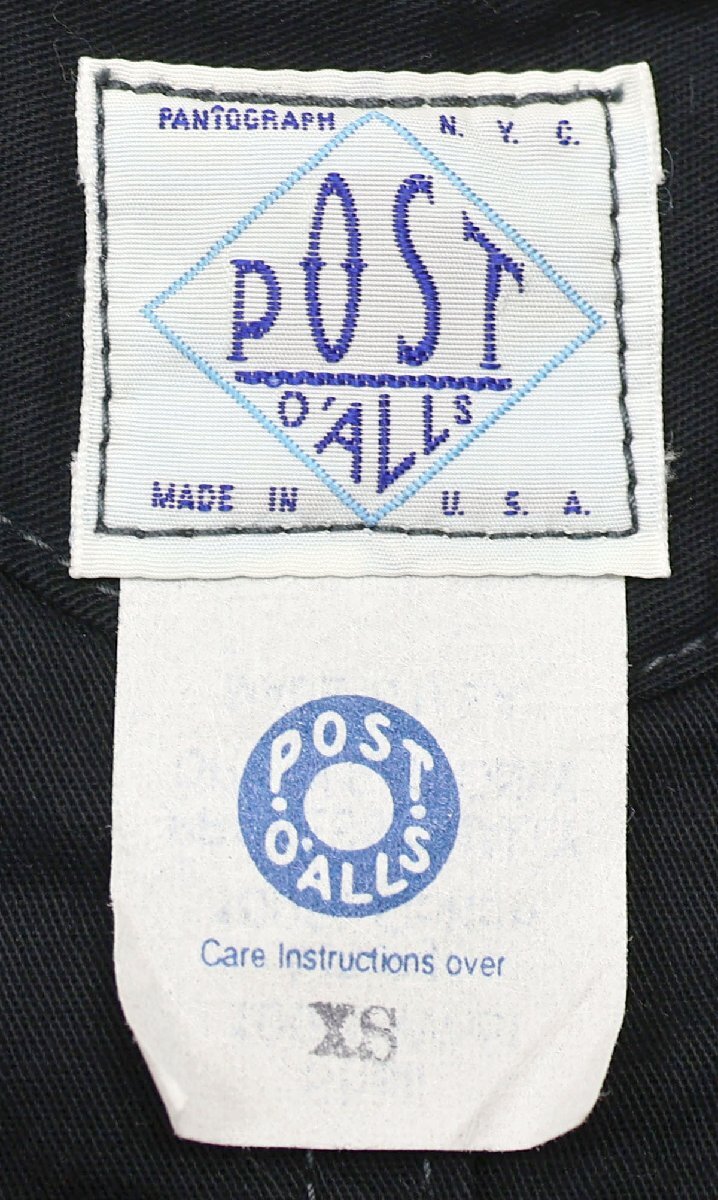 PANTOGRAPH N. Y. C.
POST
O'ALLS
MADE IN U. S. A.
POST
O'ALLS
Care Instructions over
XS